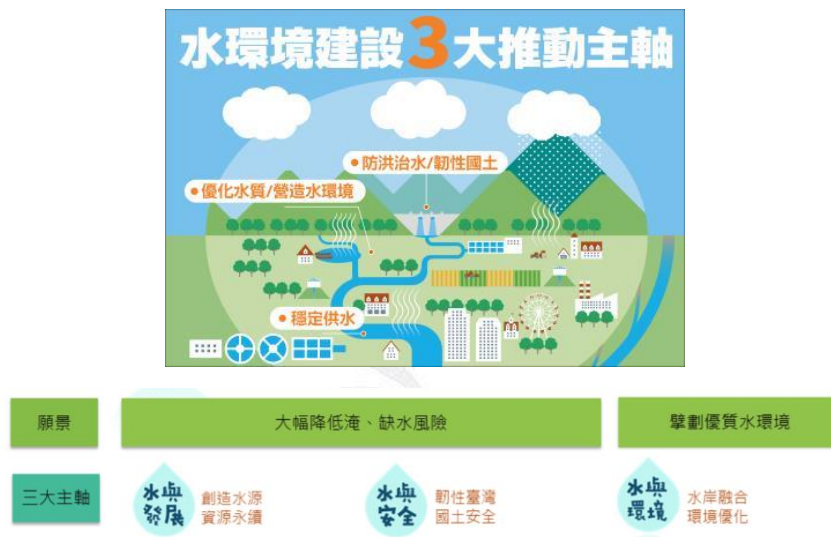 水環境建設3大推動主軸
防洪治水/韌性國土
優化水質/營造水環境
穩定供水
願景
大幅降低淹、缺水風險
擘劃優質水環境
三大主軸
水與
發展
創造水源
資源永續
水與
安全
韌性臺灣
國土安全
水與
環境
水岸融合
環境優化